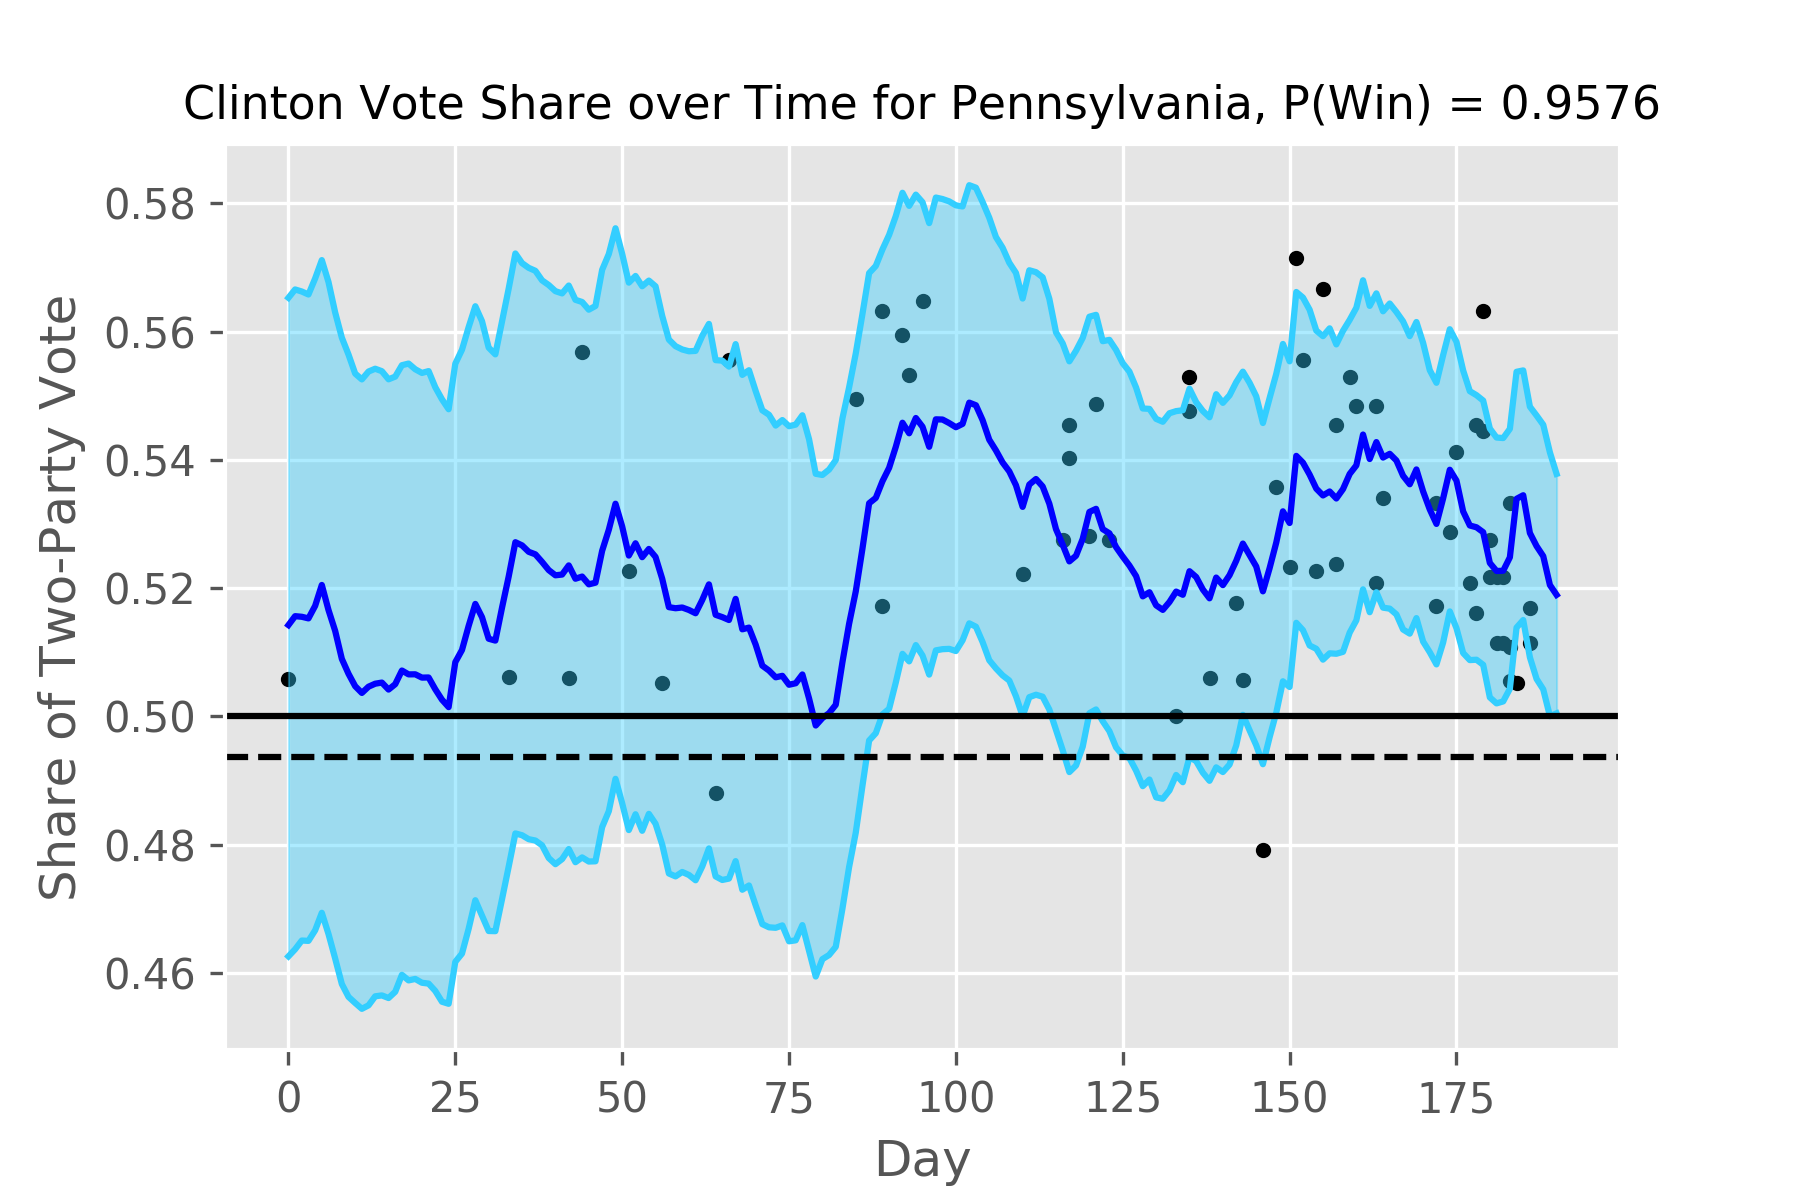 Clinton Vote Share over Time for Pennsylvania, P(Win) = 0.9576
Share of Two-Party Vote
0.58
0.56
0.54
0.52
0.50
0.48
0.46
0 25 50 75 100 125 150 175
Day